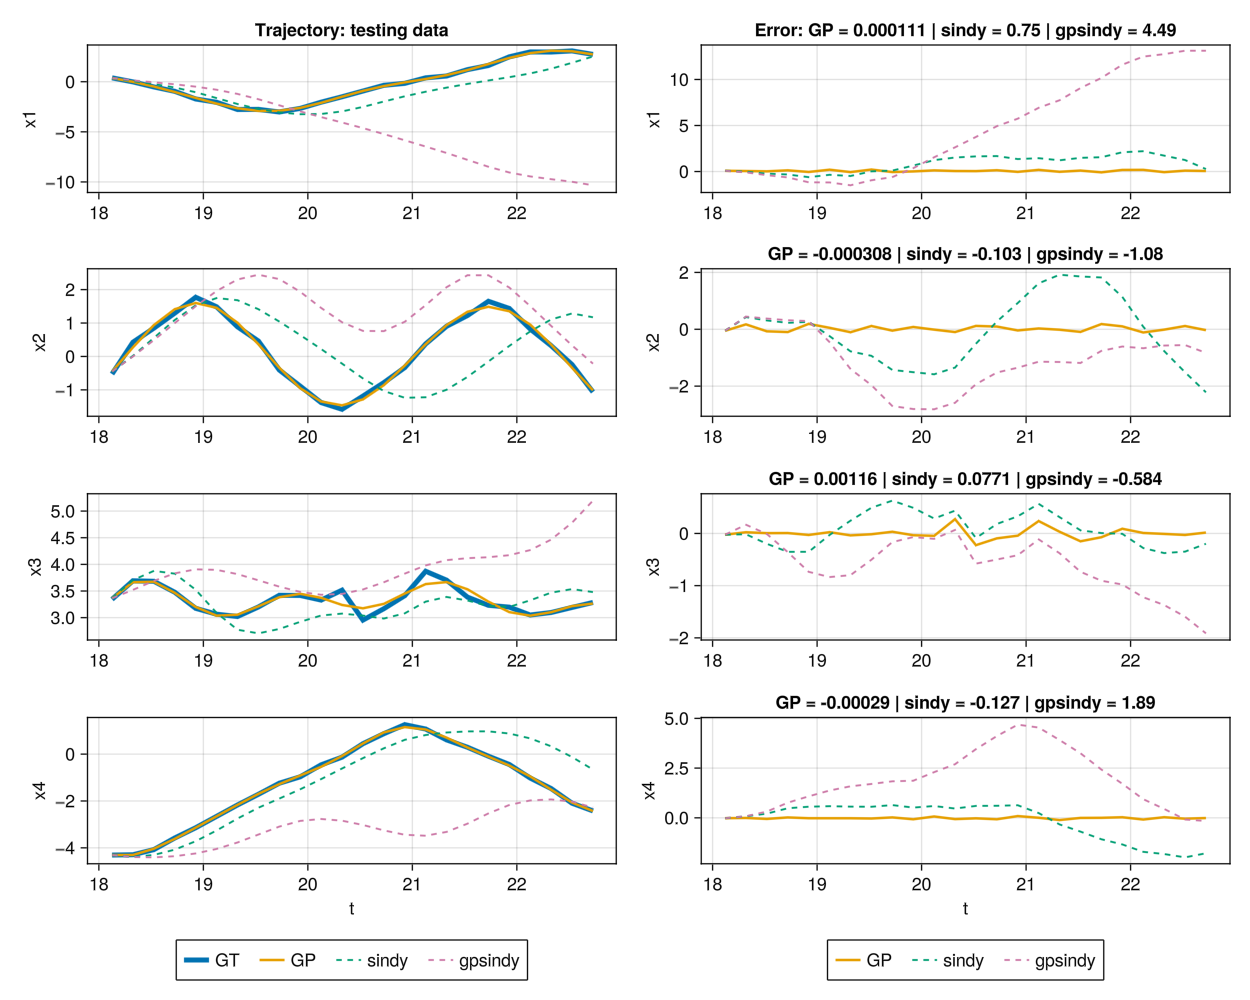 Trajectory: testing data
x1
0
−5
−10
18 19 20 21 22
Error: GP = 0.000111 | sindy = 0.75 | gpsindy = 4.49
x1
10
5
0
18 19 20 21 22
x2
2
1
0
−1
18 19 20 21 22
GP = -0.000308 | sindy = -0.103 | gpsindy = -1.08
x2
2
0
−2
18 19 20 21 22
x3
5.0
4.5
4.0
3.5
3.0
18 19 20 21 22
GP = 0.00116 | sindy = 0.0771 | gpsindy = -0.584
x3
0
−1
−2
18 19 20 21 22
x4
0
−2
−4
18 19 20 21 22
t
GP = -0.00029 | sindy = -0.127 | gpsindy = 1.89
x4
5.0
2.5
0.0
18 19 20 21 22
t
GT GP sindy gpsindy
GP sindy gpsindy